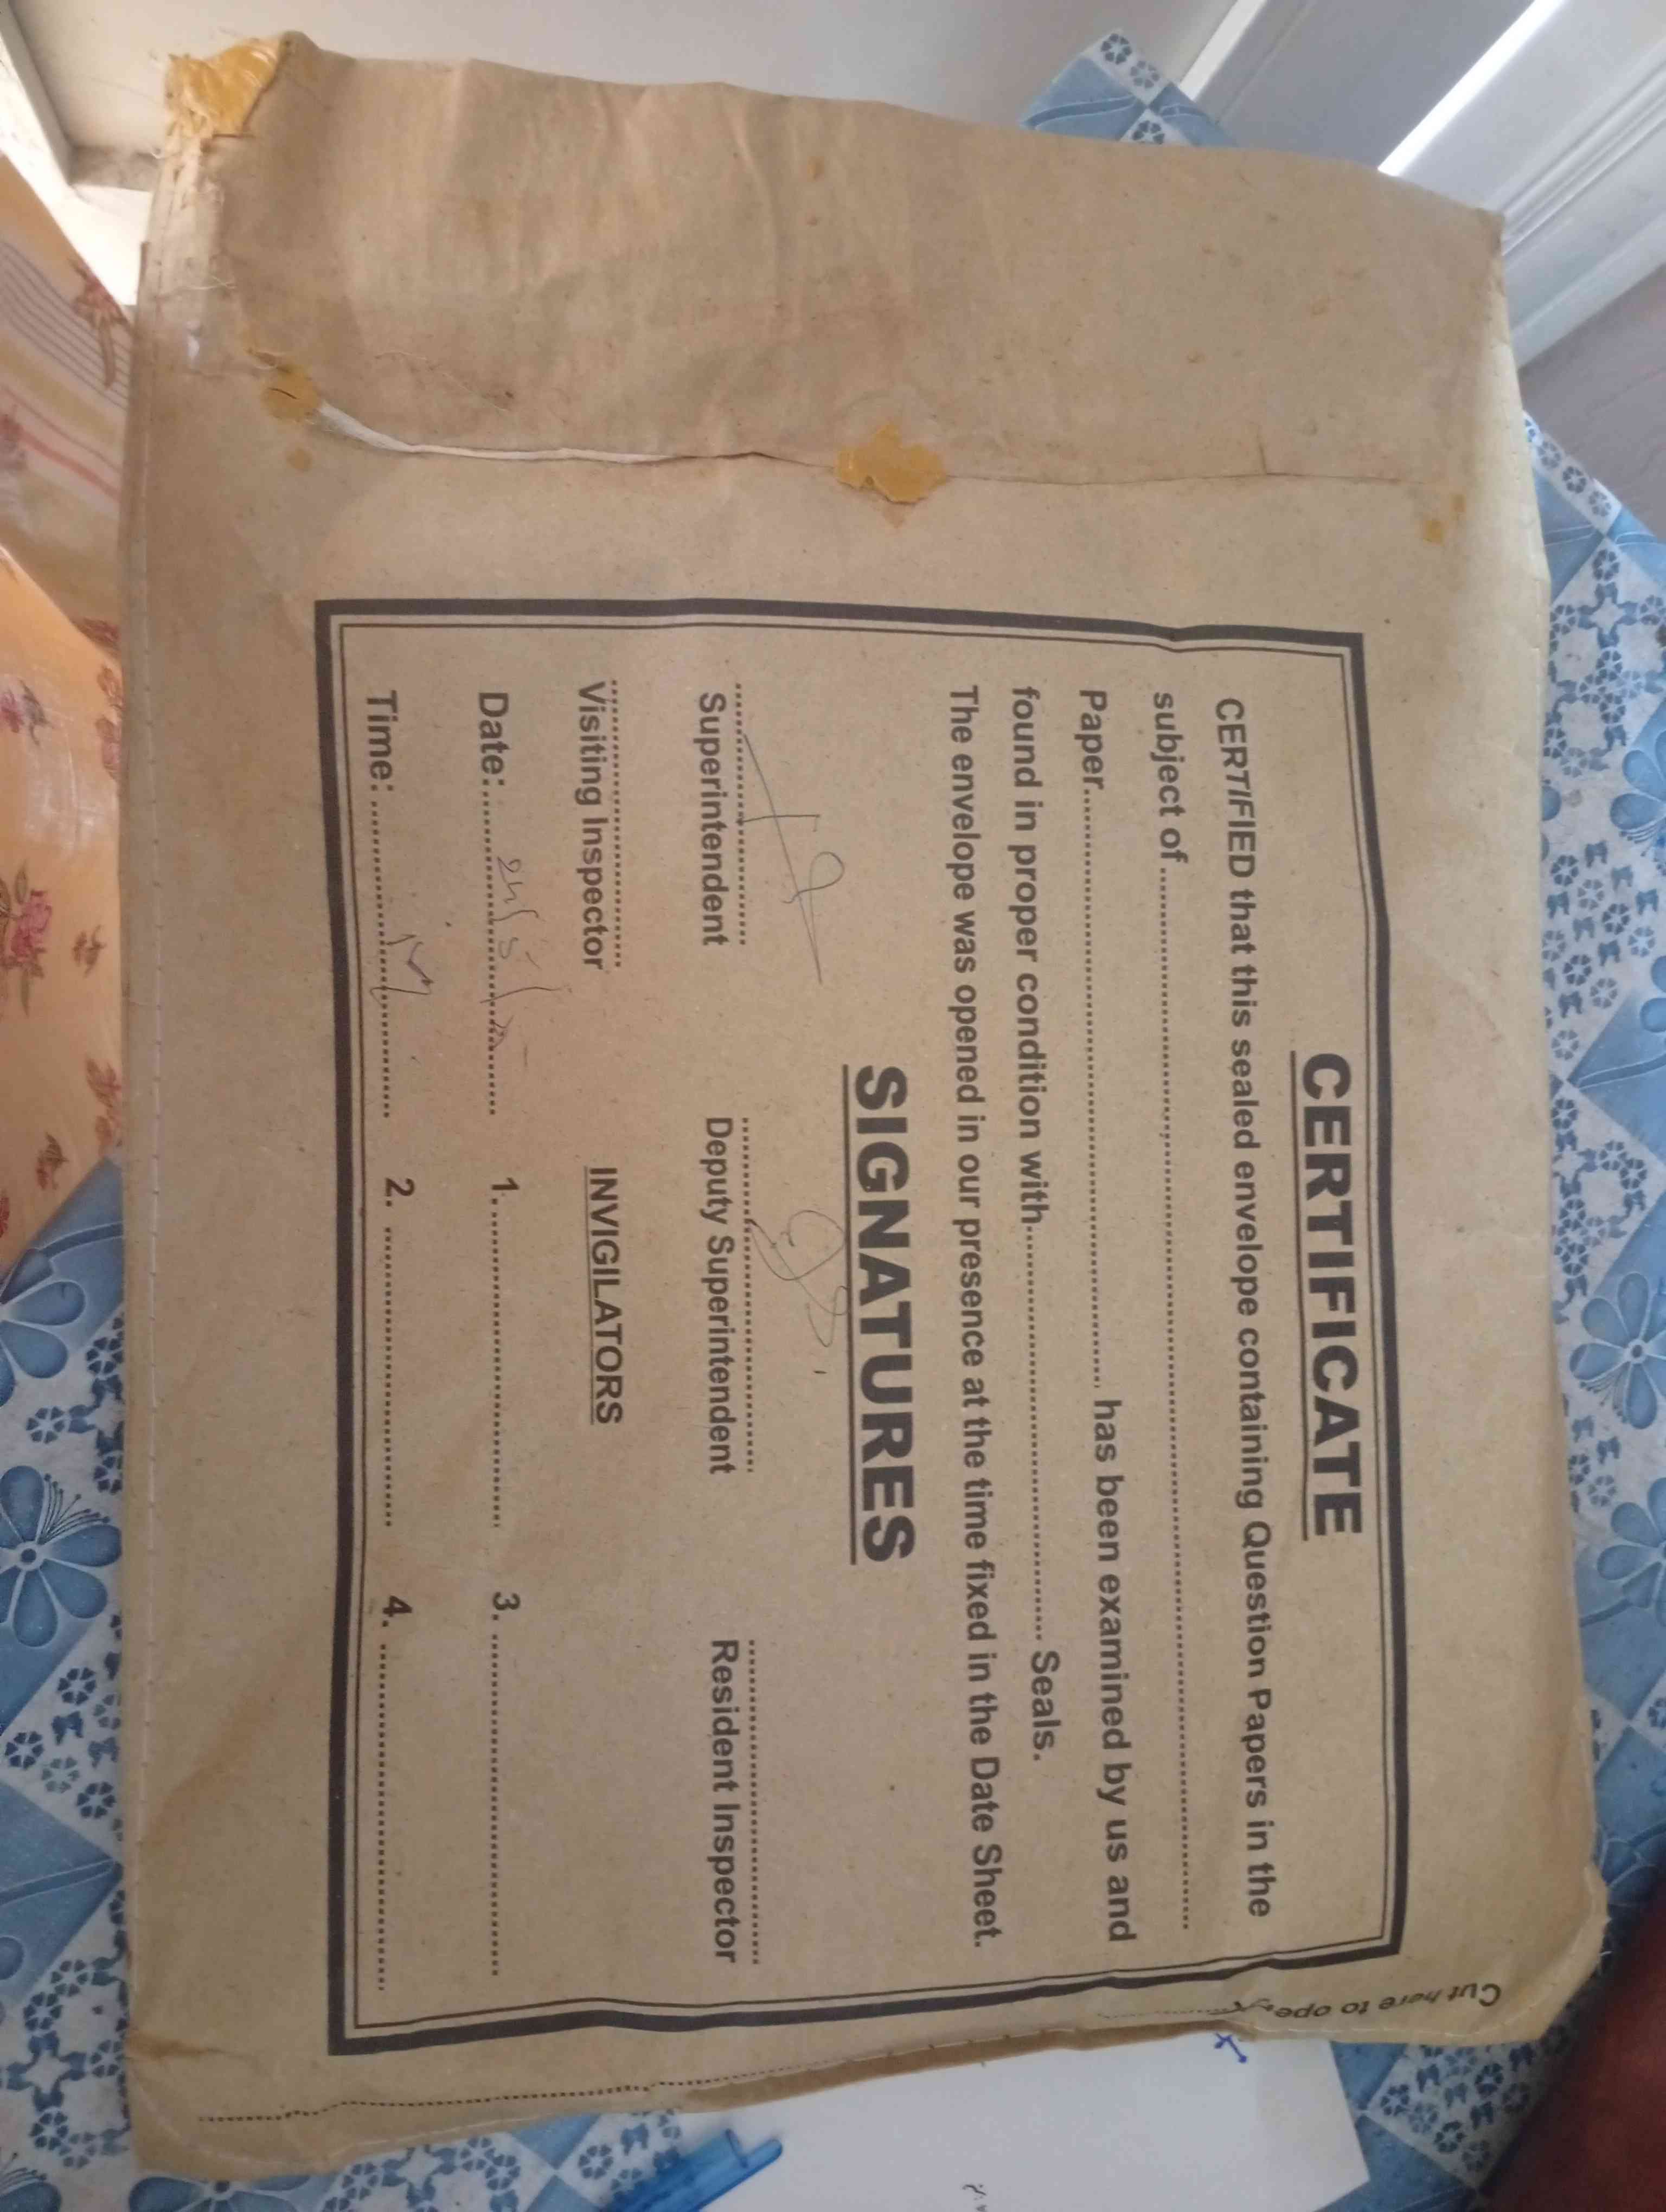 CERTIFICATE
CERTIFIED that this sealed envelope containing Question Papers in the
subject of..............................
Paper.............................. has been examined by us and
found in proper condition with.............................. Seals.
The envelope was opened in our presence at the time fixed in the Date Sheet.
SIGNATURES
Superintendent Deputy Superintendent Resident Inspector
Visiting Inspector INVIGILATORS
Date:.................... 1..................... 3.....................
Time:.................... 2..................... 4.....................
Cut here to open